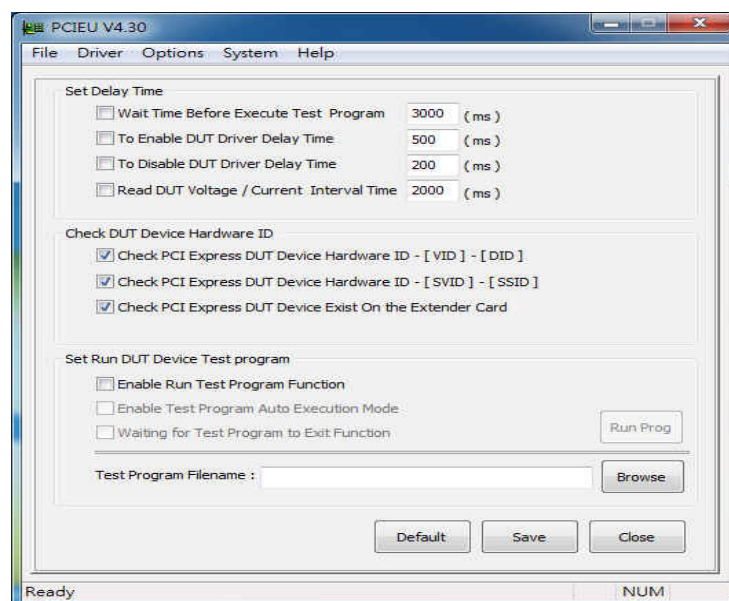 PCIEU V4.30
File Driver Options System Help
Set Delay Time
Wait Time Before Execute Test Program 3000 ( ms )
To Enable DUT Driver Delay Time 500 ( ms )
To Disable DUT Driver Delay Time 200 ( ms )
Read DUT Voltage / Current Interval Time 2000 ( ms )
Check DUT Device Hardware ID
Check PCI Express DUT Device Hardware ID - [ VID ] - [ DID ]
Check PCI Express DUT Device Hardware ID - [ SVID ] - [ SSID ]
Check PCI Express DUT Device Exist On the Extender Card
Set Run DUT Device Test program
Enable Run Test Program Function
Enable Test Program Auto Execution Mode
Waiting for Test Program to Exit Function
Run Prog
Test Program Filename :
Browse
Default Save Close
Ready NUM